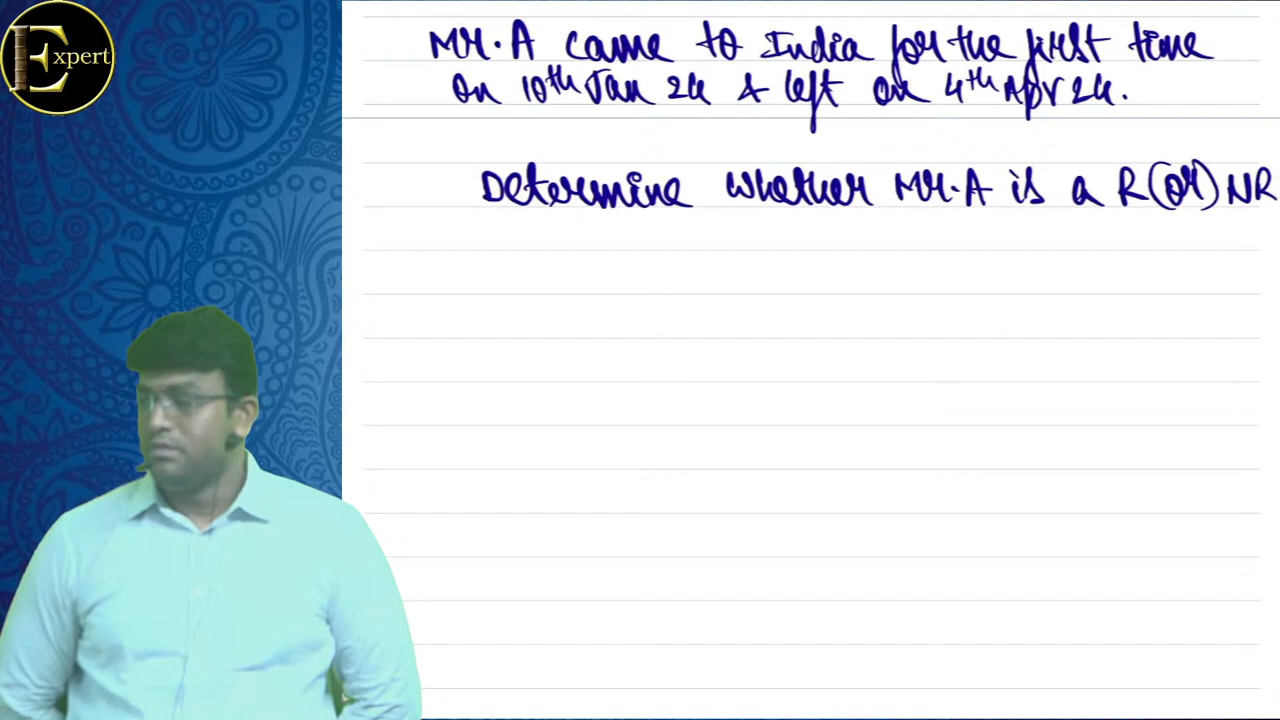 Expert
Mr. A came to India for the first time
on 10th Jan 24 & left on 4th Apr 24.
Determine whether Mr. A is a R (or) NR